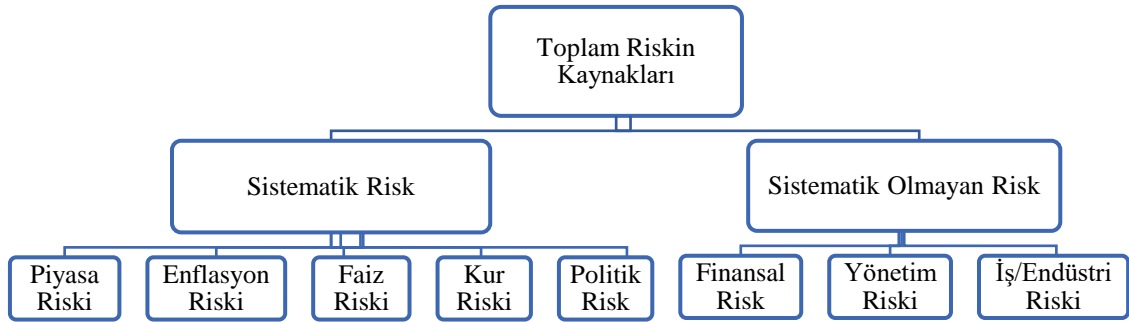 Toplam Riskin
Kaynakları
Sistematik Risk
Sistematik Olmayan Risk
Piyasa
Riski
Enflasyon
Riski
Faiz
Riski
Kur
Riski
Politik
Risk
Finansal
Risk
Yönetim
Riski
İş/Endüstri
Riski